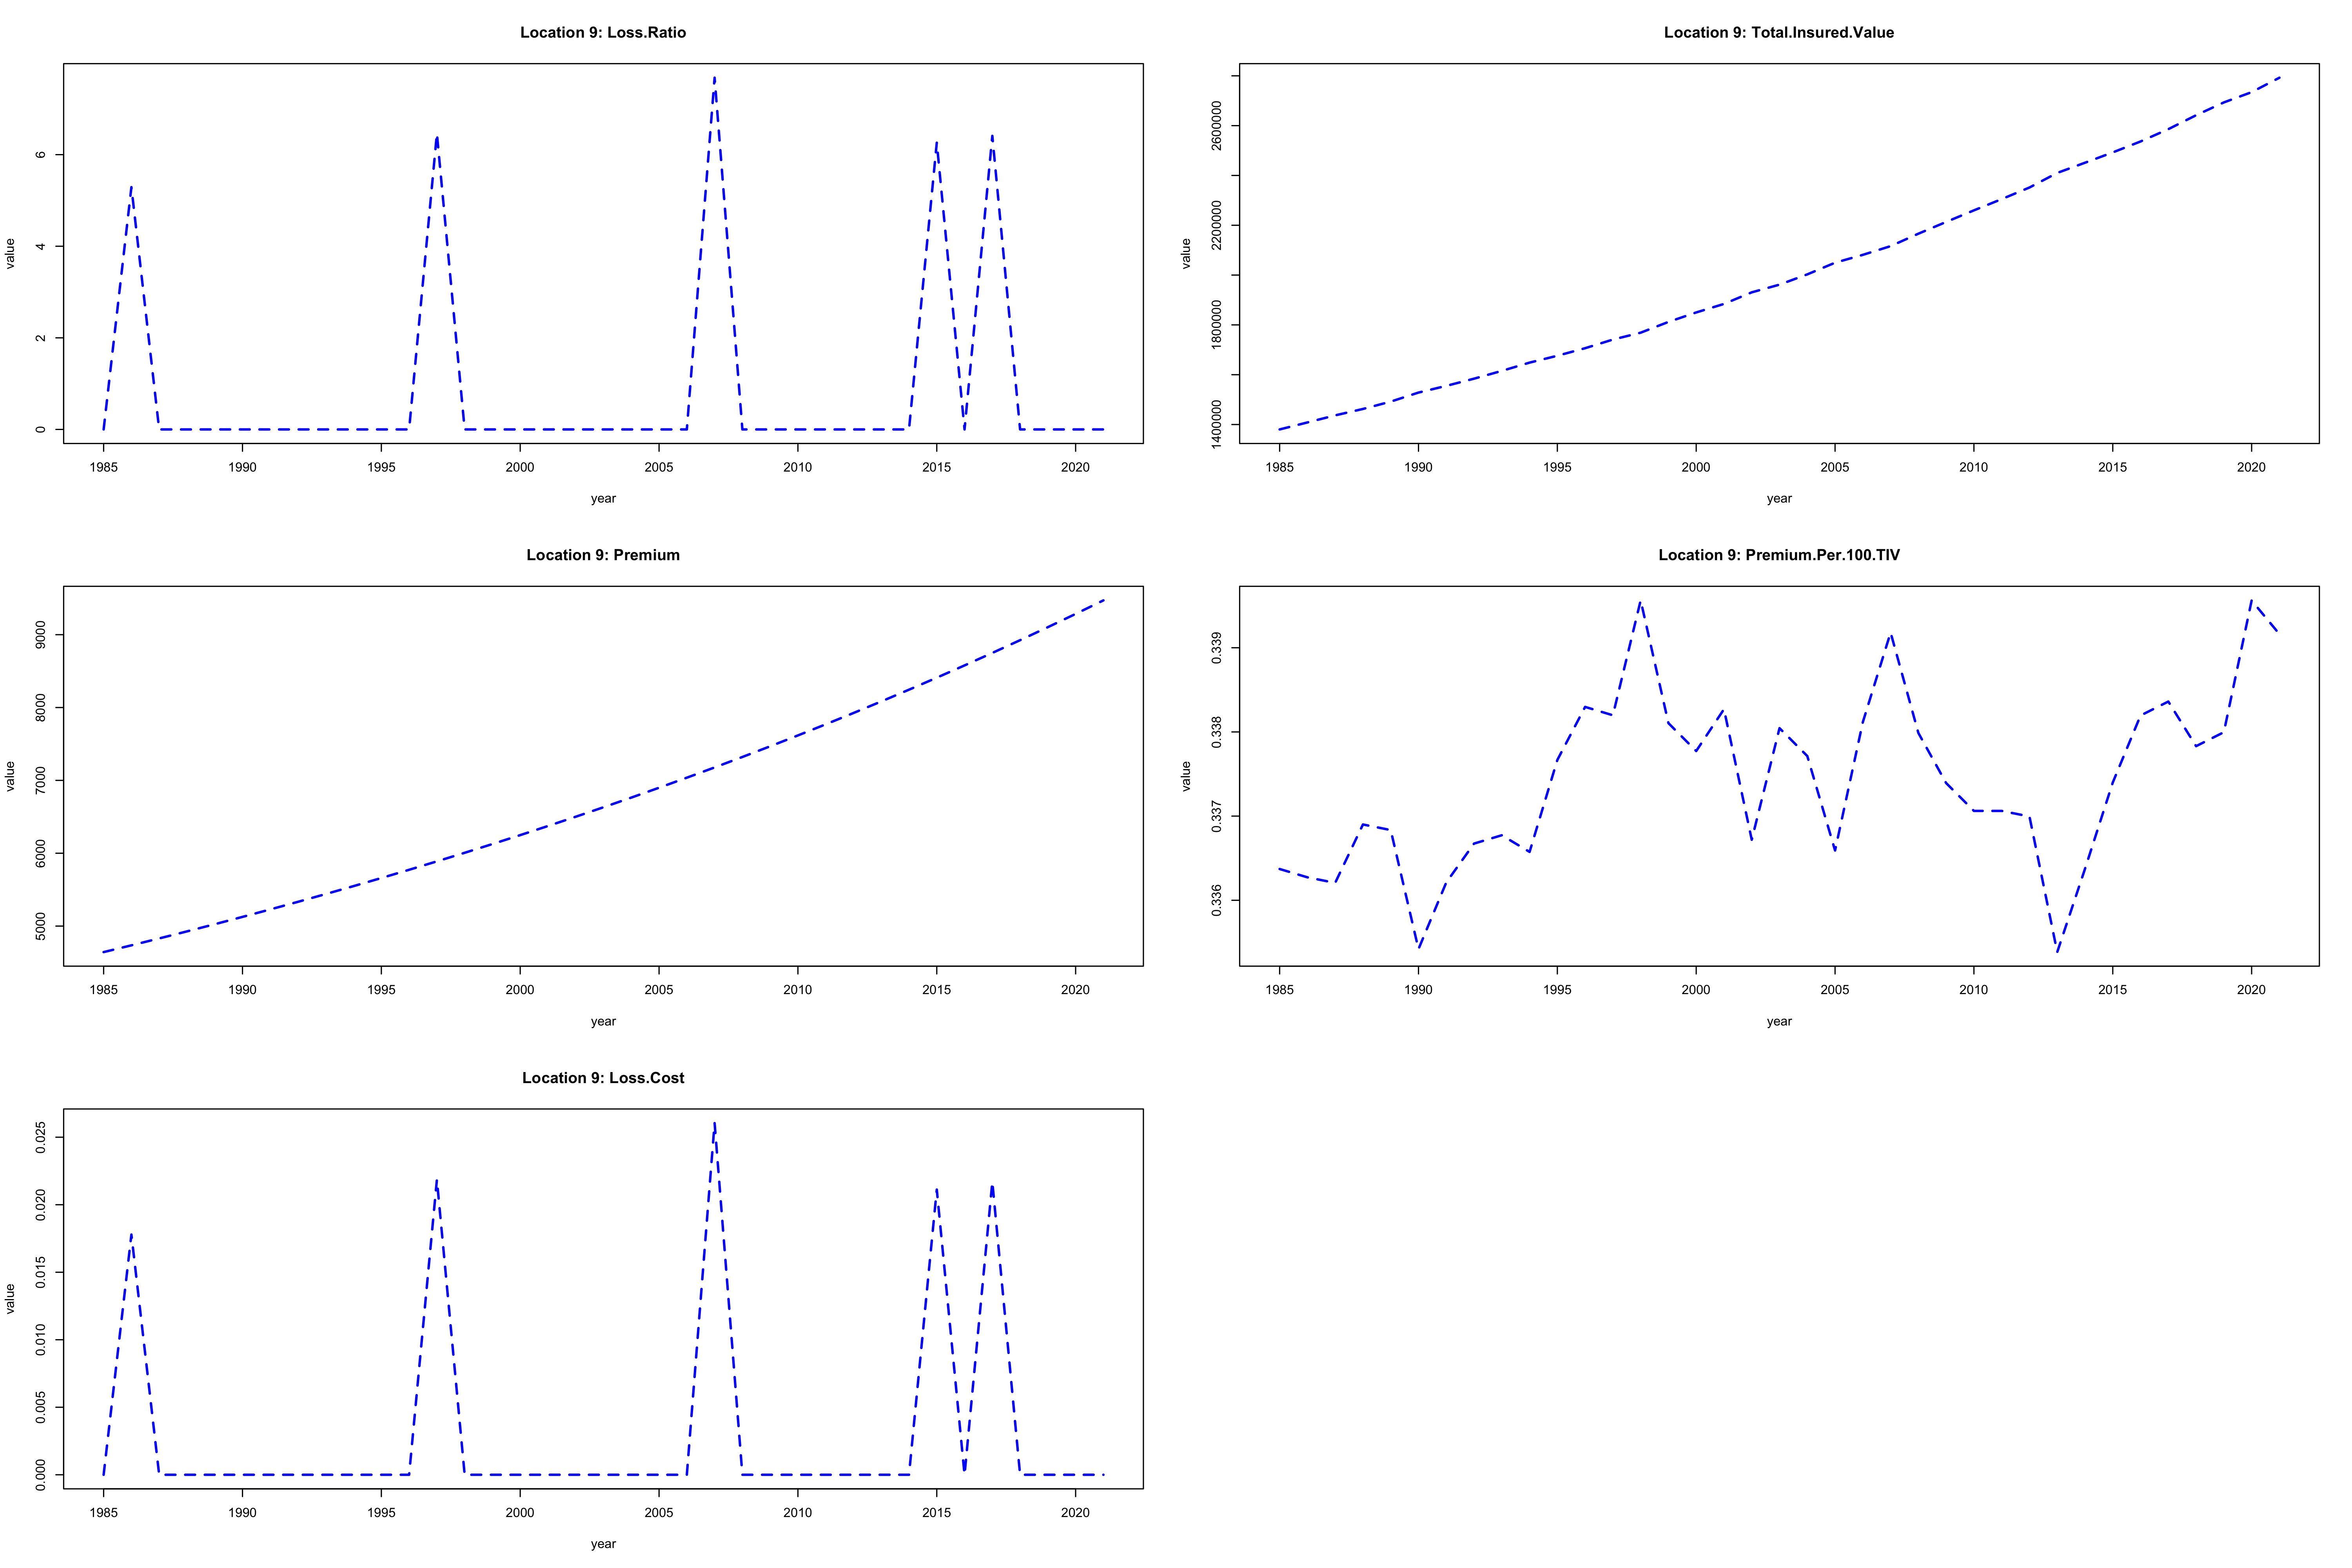 Location 9: Loss.Ratio
value
0 2 4 6
1985 1990 1995 2000 2005 2010 2015 2020
year
Location 9: Total.Insured.Value
value
1400000 1800000 2200000 2600000
1985 1990 1995 2000 2005 2010 2015 2020
year
Location 9: Premium
value
5000 6000 7000 8000 9000
1985 1990 1995 2000 2005 2010 2015 2020
year
Location 9: Premium.Per.100.TIV
value
0.336 0.337 0.338 0.339
1985 1990 1995 2000 2005 2010 2015 2020
year
Location 9: Loss.Cost
value
0.000 0.005 0.010 0.015 0.020 0.025
1985 1990 1995 2000 2005 2010 2015 2020
year